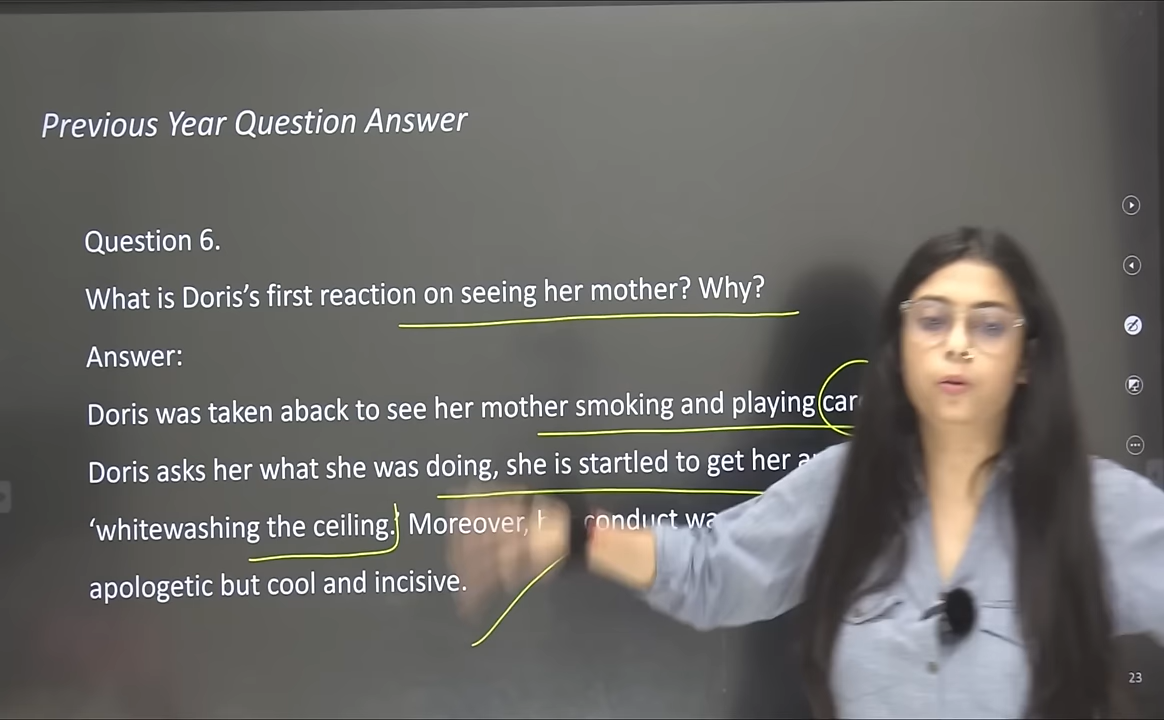 Previous Year Question Answer
Question 6.
What is Doris's first reaction on seeing her mother? Why?
Answer:
Doris was taken aback to see her mother smoking and playing
Doris asks her what she was doing, she is startled to get her
'whitewashing the ceiling.' Moreover, conduct
apologetic but cool and incisive.
23